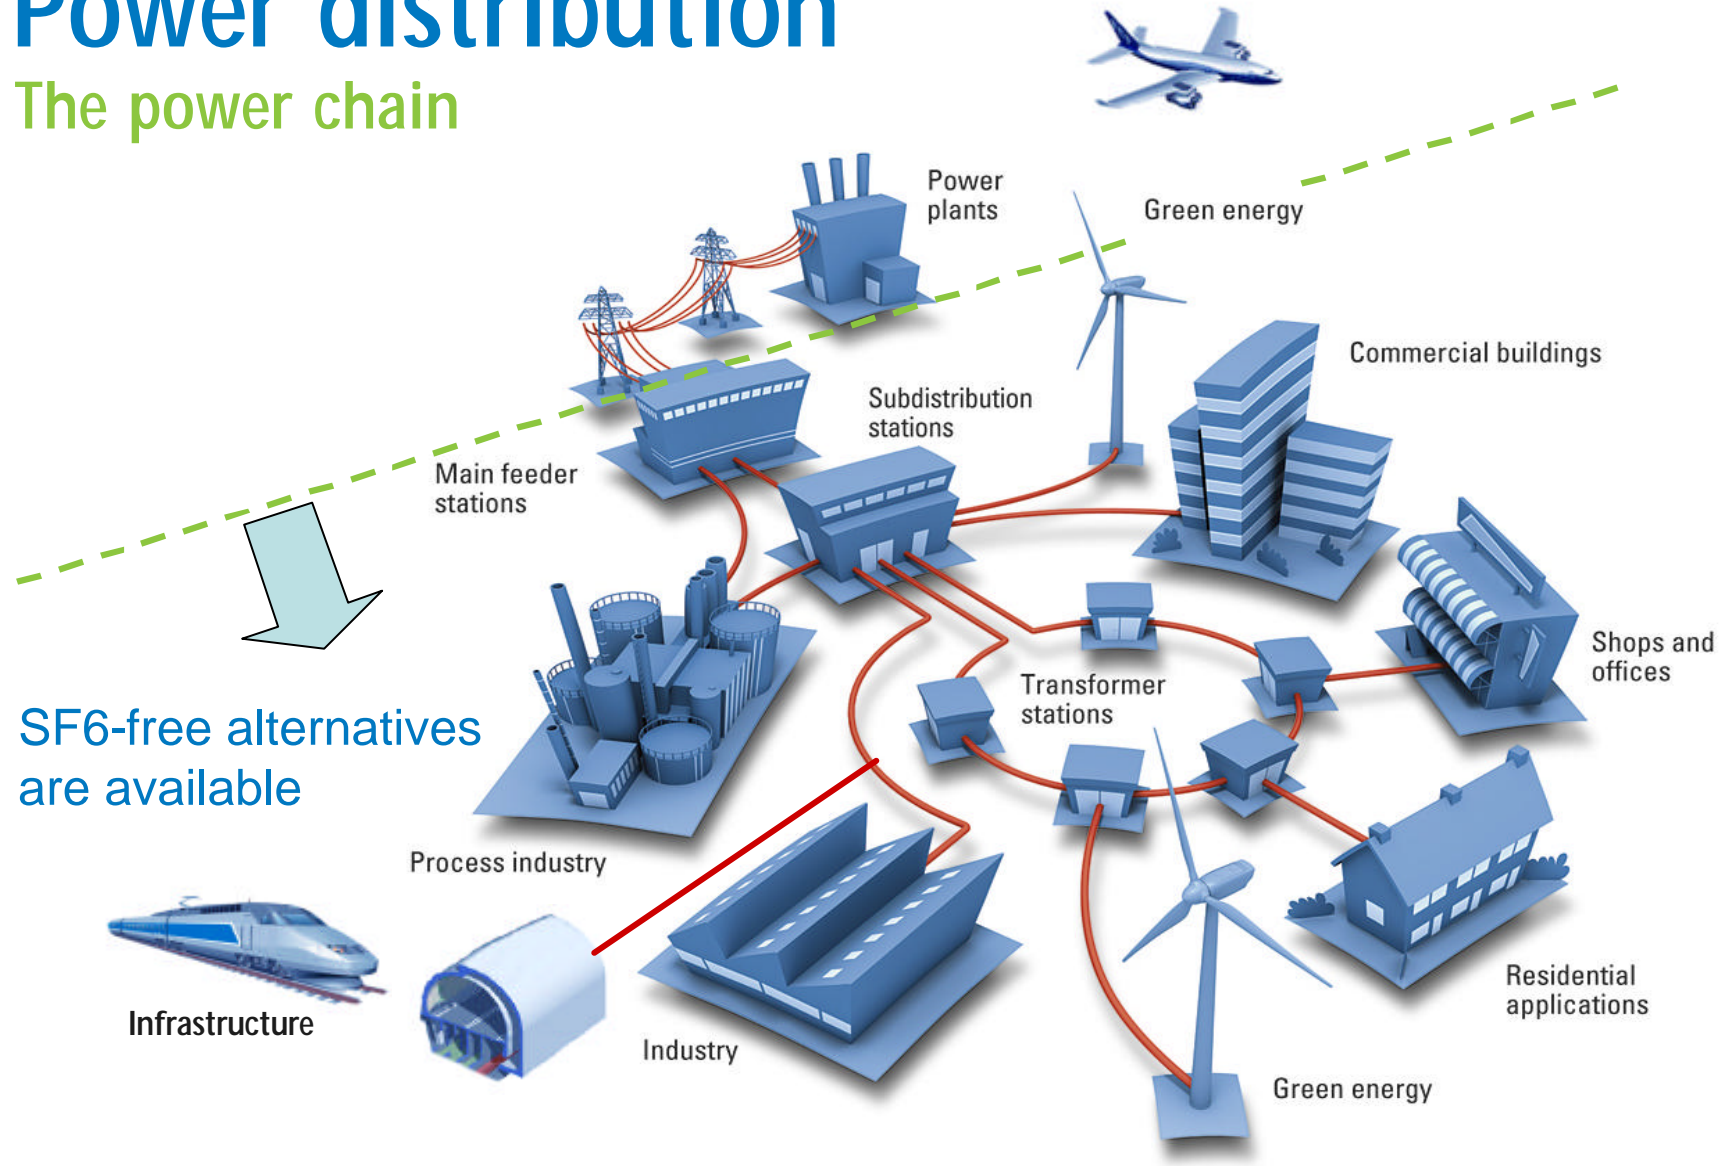 Power distribution
The power chain
Power
plants
Green energy
Commercial buildings
Subdistribution
stations
Main feeder
stations
Shops and
offices
Transformer
stations
SF6-free alternatives
are available
Process industry
Residential
applications
Infrastructure
Industry
Green energy